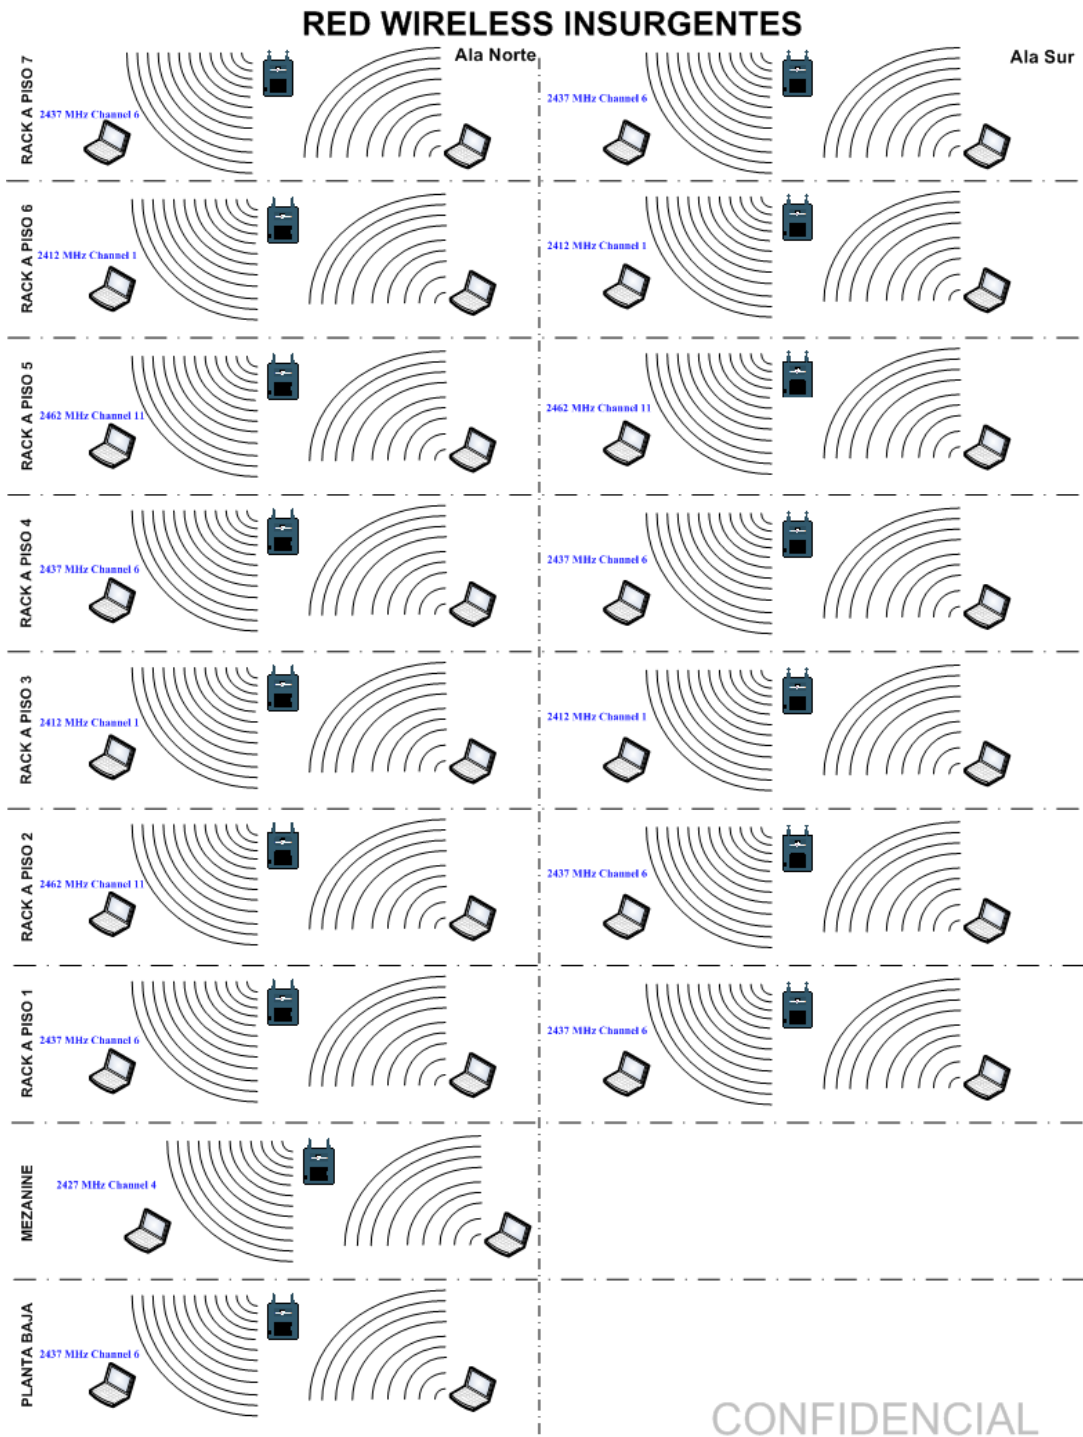 RED WIRELESS INSURGENTES
Ala Norte
Ala Sur
RACK A PISO 7
2437 MHz Channel 6
2437 MHz Channel 6
RACK A PISO 6
2412 MHz Channel 1
2412 MHz Channel 1
RACK A PISO 5
2462 MHz Channel 11
2462 MHz Channel 11
RACK A PISO 4
2437 MHz Channel 6
2437 MHz Channel 6
RACK A PISO 3
2412 MHz Channel 1
2412 MHz Channel 1
RACK A PISO 2
2462 MHz Channel 11
2437 MHz Channel 6
RACK A PISO 1
2437 MHz Channel 6
2437 MHz Channel 6
MEZANINE
2427 MHz Channel 4
PLANTA BAJA
2437 MHz Channel 6
CONFIDENCIAL